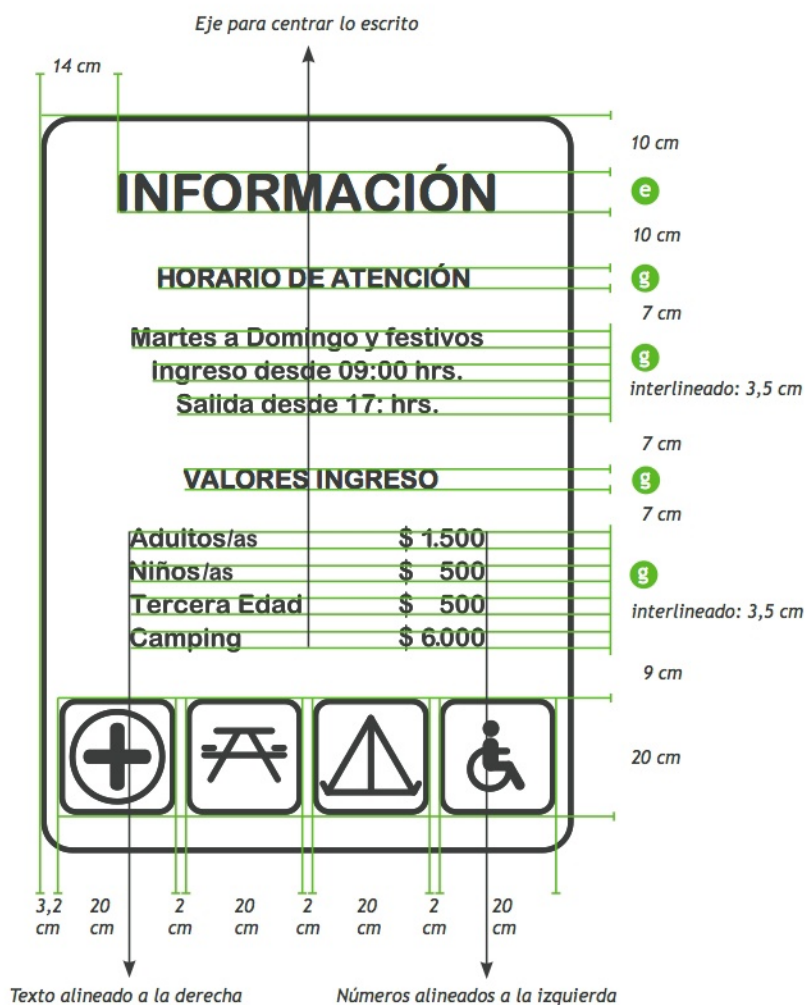 Eje para centrar lo escrito
14 cm
10 cm
INFORMACIÓN
e
10 cm
HORARIO DE ATENCIÓN
g
7 cm
Martes a Domingo y festivos
g
Ingreso desde 09:00 hrs.
interlineado: 3,5 cm
Salida desde 17: hrs.
7 cm
VALORES INGRESO
g
7 cm
Adultos/as $ 1.500
Niños/as $ 500
g
Tercera Edad $ 500
interlineado: 3,5 cm
Camping $ 6.000
9 cm
20 cm
3,2 cm
20 cm
2 cm
20 cm
2 cm
20 cm
2 cm
20 cm
Texto alineado a la derecha
Números alineados a la izquierda